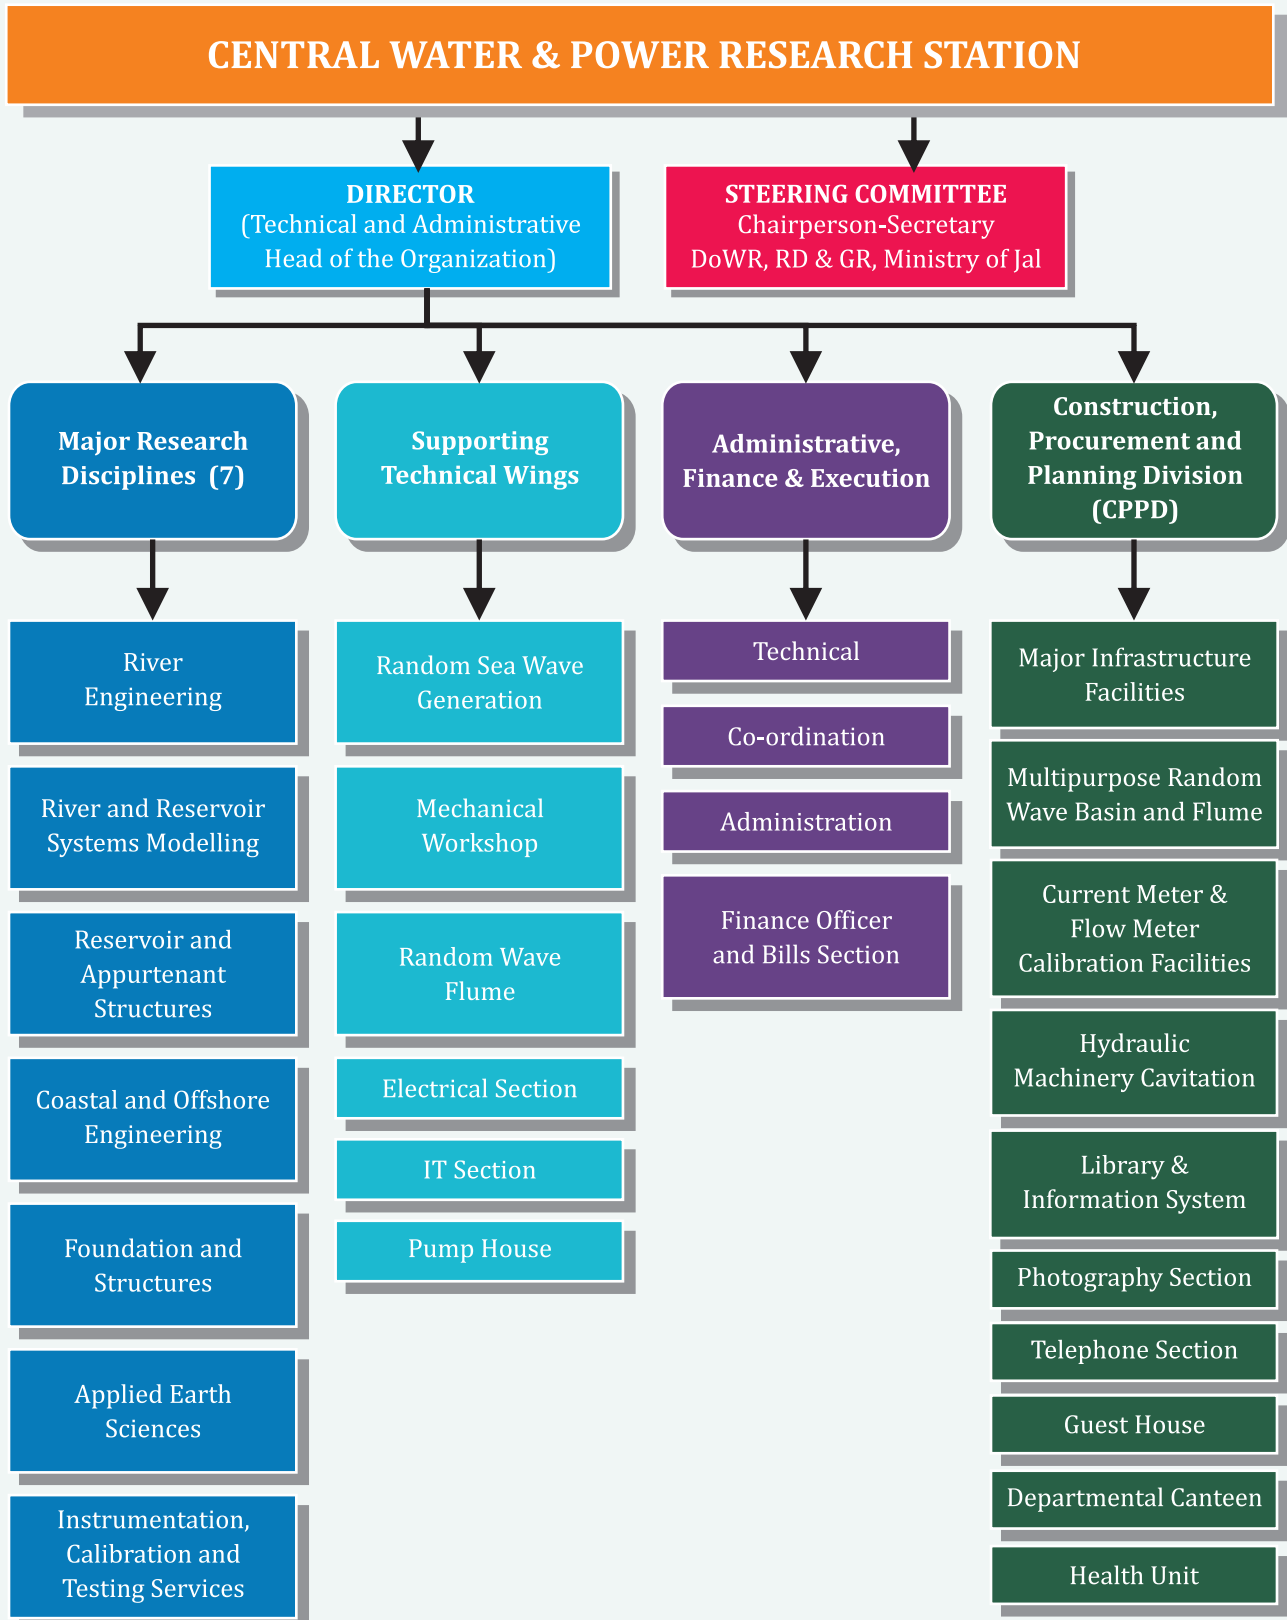 CENTRAL WATER & POWER RESEARCH STATION
DIRECTOR
(Technical and Administrative
Head of the Organization)
STEERING COMMITTEE
Chairperson-Secretary
DoWR, RD & GR, Ministry of Jal
Major Research
Disciplines (7)
Supporting
Technical Wings
Administrative,
Finance & Execution
Construction,
Procurement and
Planning Division
(CPPD)
River
Engineering
River and Reservoir
Systems Modelling
Reservoir and
Appurtenant
Structures
Coastal and Offshore
Engineering
Foundation and
Structures
Applied Earth
Sciences
Instrumentation,
Calibration and
Testing Services
Random Sea Wave
Generation
Mechanical
Workshop
Random Wave
Flume
Electrical Section
IT Section
Pump House
Technical
Co-ordination
Administration
Finance Officer
and Bills Section
Major Infrastructure
Facilities
Multipurpose Random
Wave Basin and Flume
Current Meter &
Flow Meter
Calibration Facilities
Hydraulic
Machinery Cavitation
Library &
Information System
Photography Section
Telephone Section
Guest House
Departmental Canteen
Health Unit